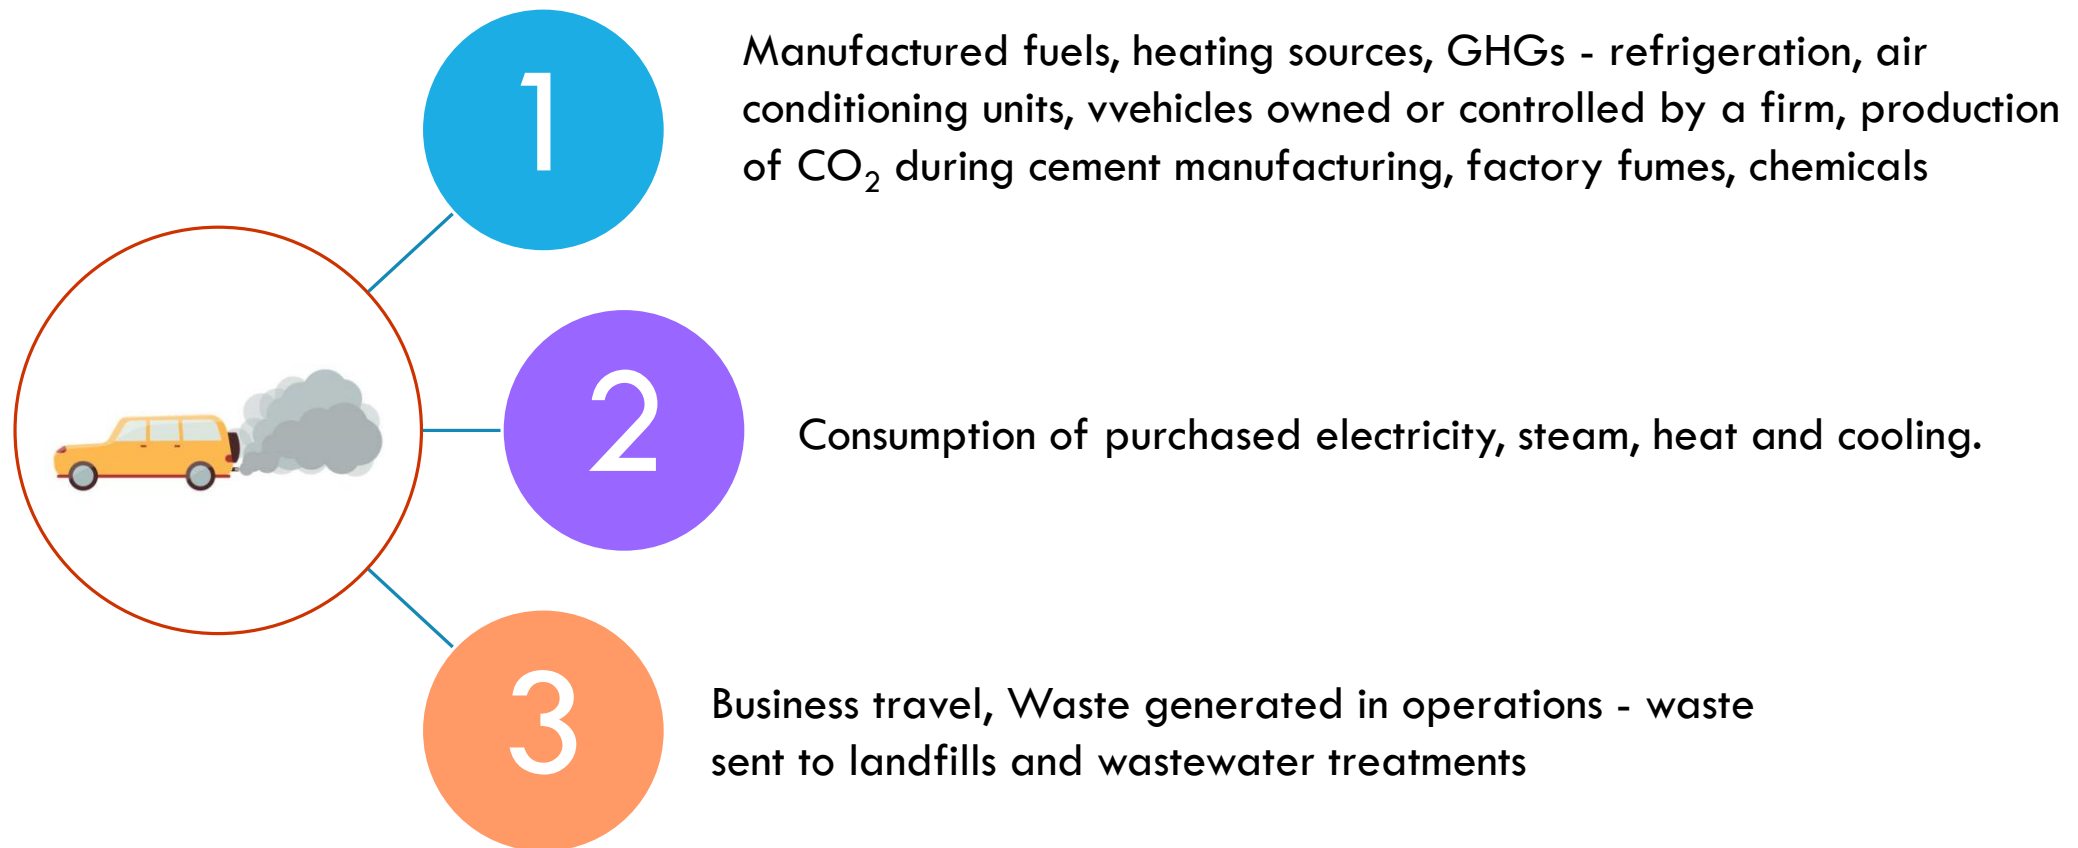 1
Manufactured fuels, heating sources, GHGs - refrigeration, air
conditioning units, vvehicles owned or controlled by a firm, production
of CO₂ during cement manufacturing, factory fumes, chemicals
2
Consumption of purchased electricity, steam, heat and cooling.
3
Business travel, Waste generated in operations - waste
sent to landfills and wastewater treatments